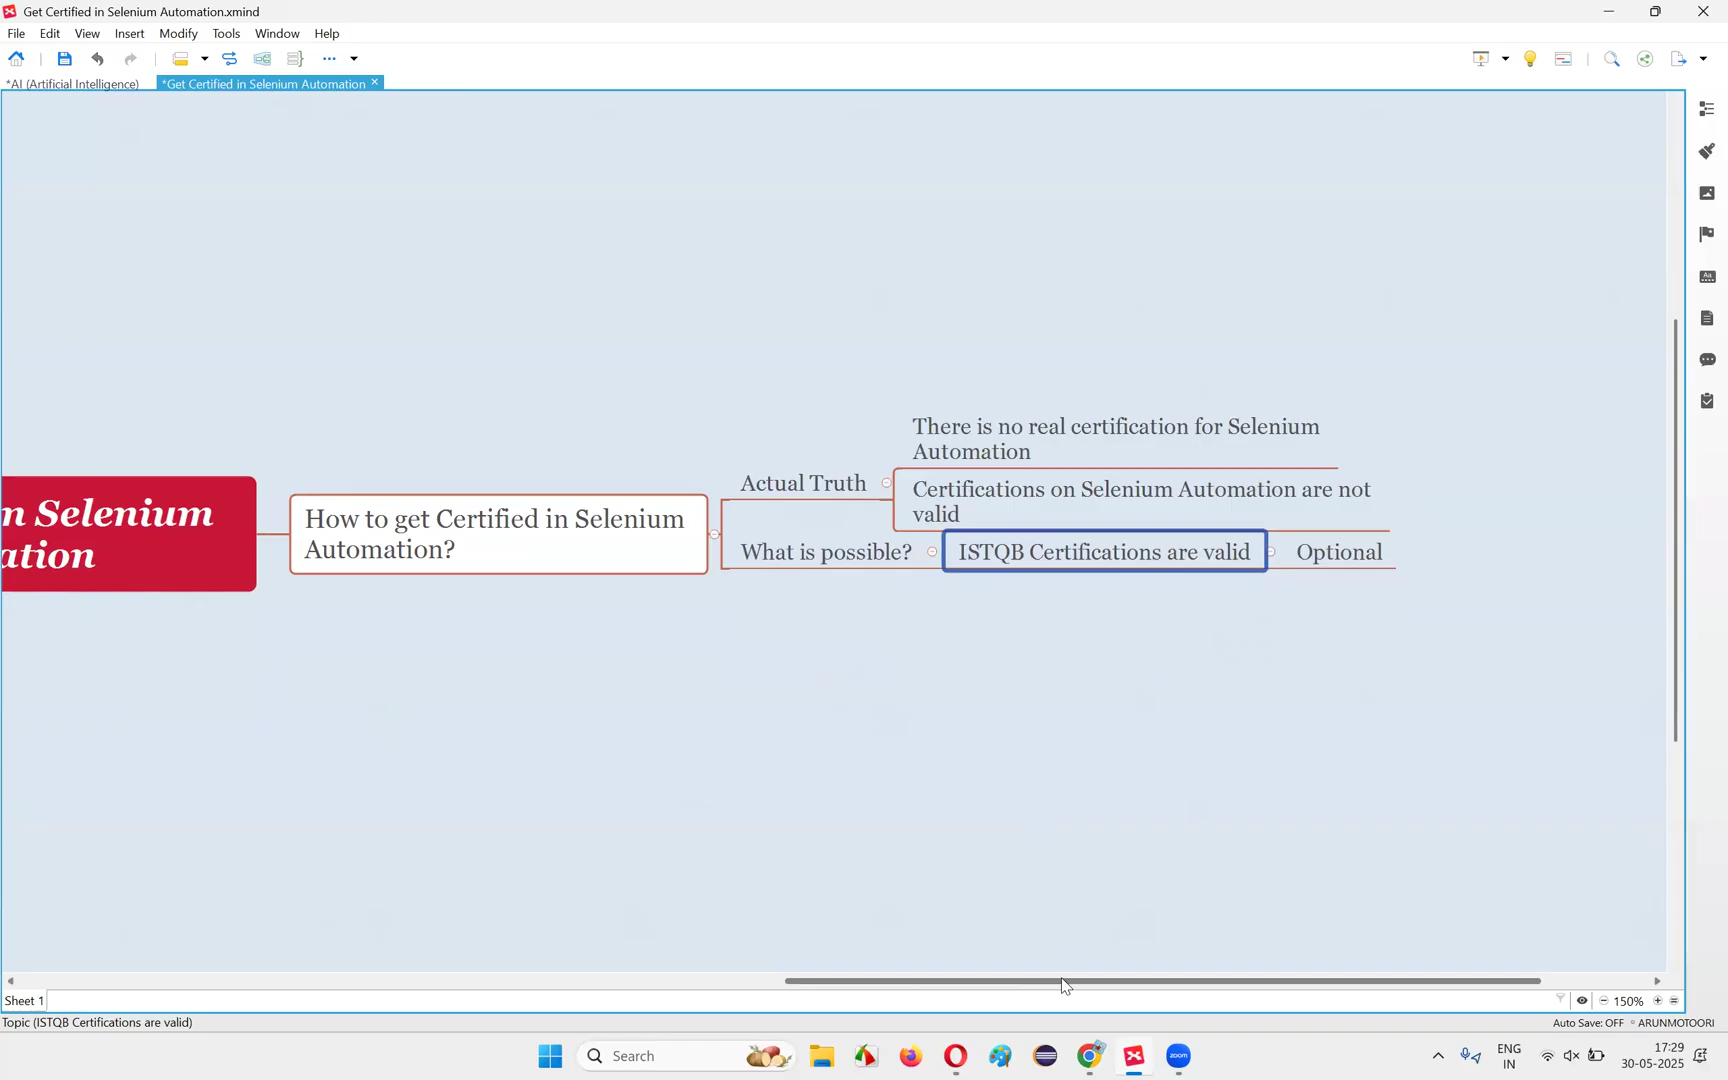 Get Certified in Selenium Automation.xmind
File Edit View Insert Modify Tools Window Help
*AI (Artificial Intelligence) *Get Certified in Selenium Automation
There is no real certification for Selenium
Automation
Actual Truth
Certifications on Selenium Automation are not
valid
n Selenium
ation
How to get Certified in Selenium
Automation?
What is possible? ISTQB Certifications are valid Optional
Sheet 1
150%
Topic (ISTQB Certifications are valid)
Auto Save: OFF ARUNMOTOORI
Search
zoom
ENG
IN
17:29
30-05-2025